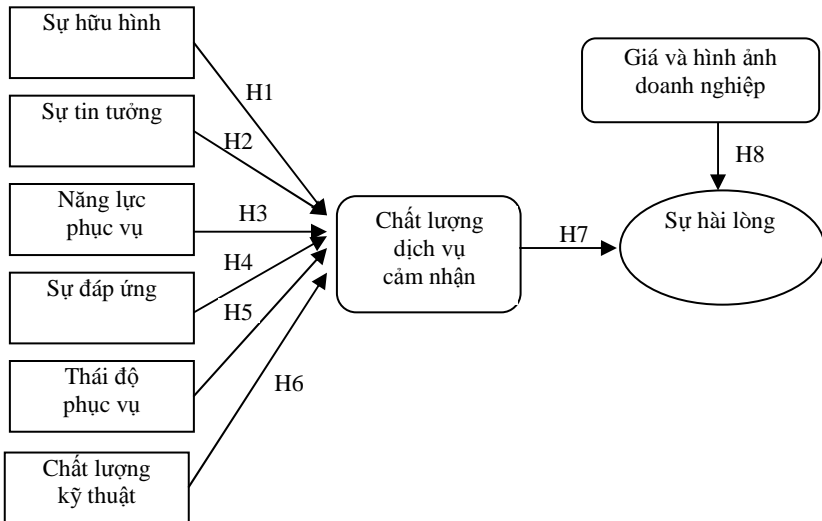 Sự hữu hình
Sự tin tưởng
Năng lực
phục vụ
Sự đáp ứng
Thái độ
phục vụ
Chất lượng
kỹ thuật
H1
H2
H3
H4
H5
H6
Chất lượng
dịch vụ
cảm nhận
H7
Giá và hình ảnh
doanh nghiệp
H8
Sự hài lòng